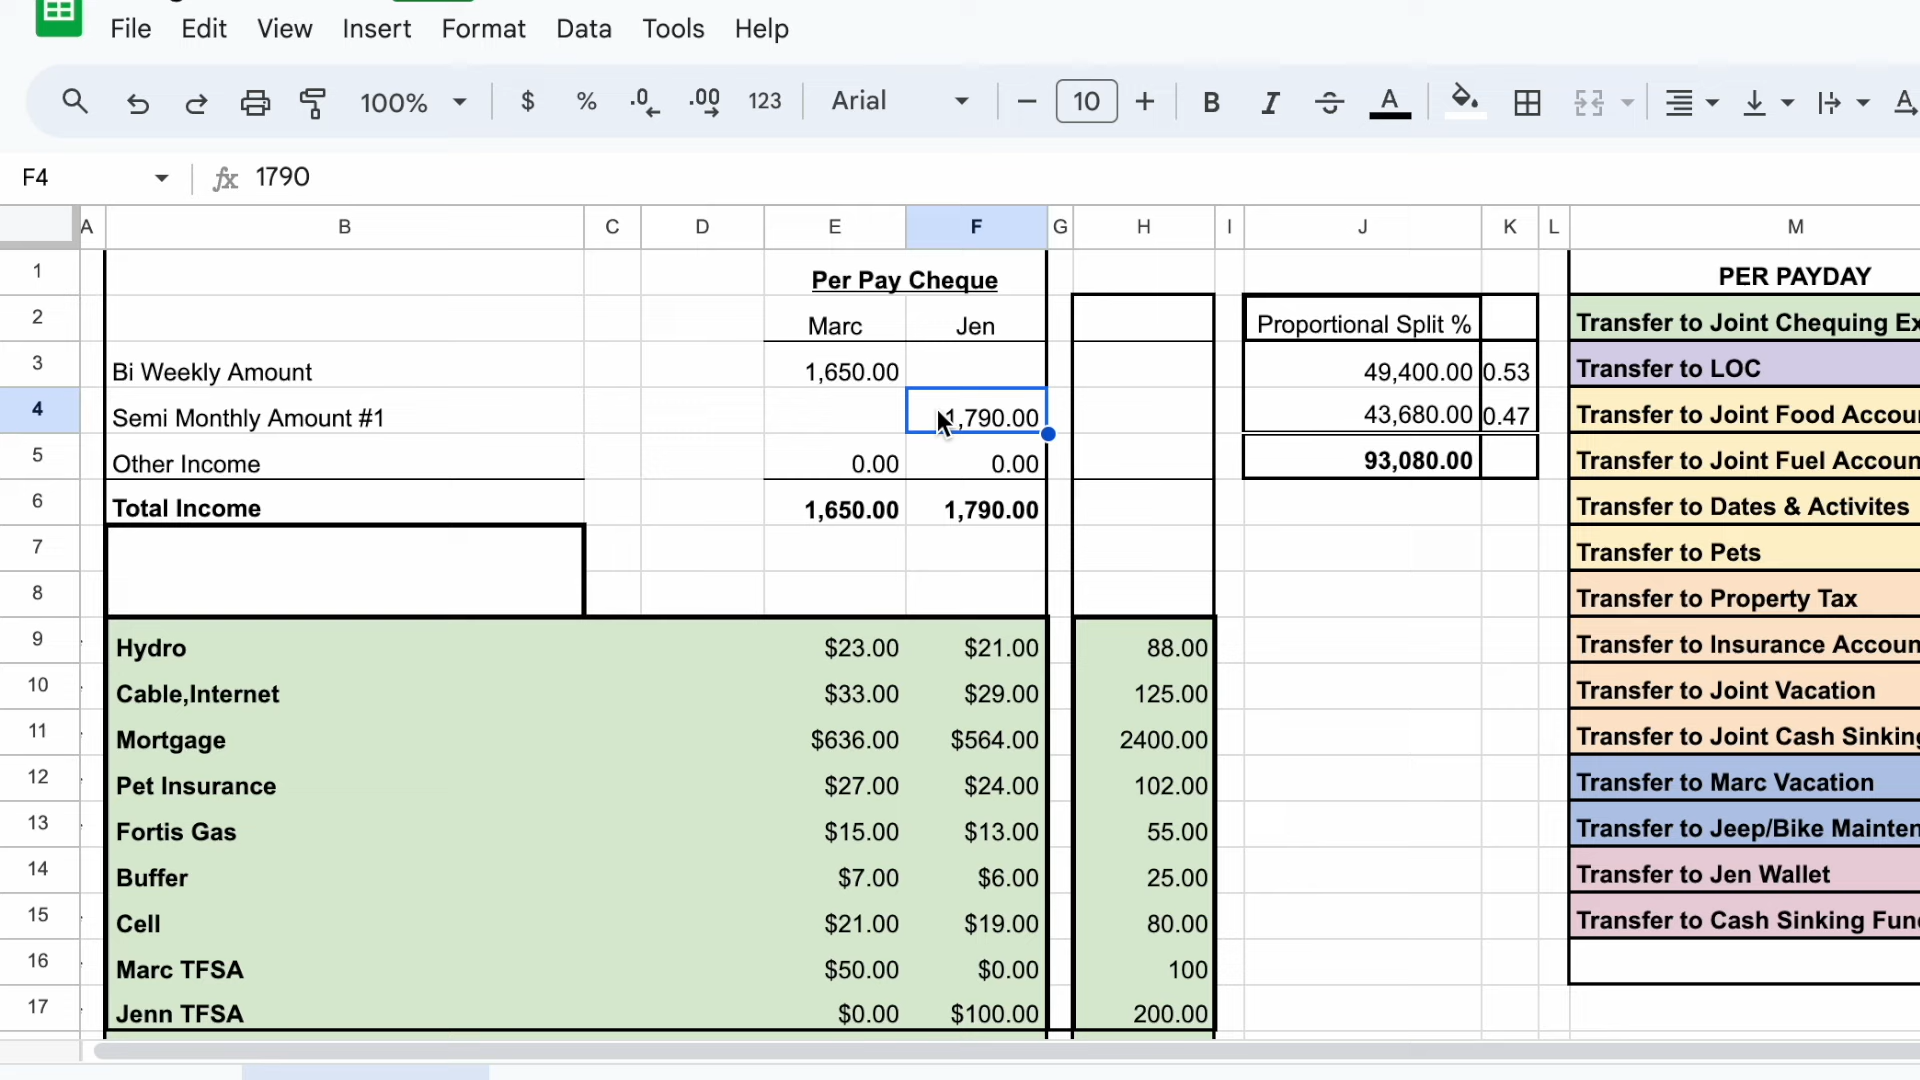 File Edit View Insert Format Data Tools Help
100% $ % .0 .00 123 Arial 10 B I A A
F4 fx 1790
A B C D E F G H I J K L M
1 Per Pay Cheque PER PAYDAY
2 Marc Jen Proportional Split % Transfer to Joint Chequing Ex
3 Bi Weekly Amount 1,650.00 49,400.00 0.53 Transfer to LOC
4 Semi Monthly Amount #1 1,790.00 43,680.00 0.47 Transfer to Joint Food Accoun
5 Other Income 0.00 0.00 93,080.00 Transfer to Joint Fuel Accoun
6 Total Income 1,650.00 1,790.00 Transfer to Dates & Activites
7 Transfer to Pets
8 Transfer to Property Tax
9 Hydro $23.00 $21.00 88.00 Transfer to Insurance Accoun
10 Cable,Internet $33.00 $29.00 125.00 Transfer to Joint Vacation
11 Mortgage $636.00 $564.00 2400.00 Transfer to Joint Cash Sinking
12 Pet Insurance $27.00 $24.00 102.00 Transfer to Marc Vacation
13 Fortis Gas $15.00 $13.00 55.00 Transfer to Jeep/Bike Mainten
14 Buffer $7.00 $6.00 25.00 Transfer to Jen Wallet
15 Cell $21.00 $19.00 80.00 Transfer to Cash Sinking Fun
16 Marc TFSA $50.00 $0.00 100
17 Jenn TFSA $0.00 $100.00 200.00